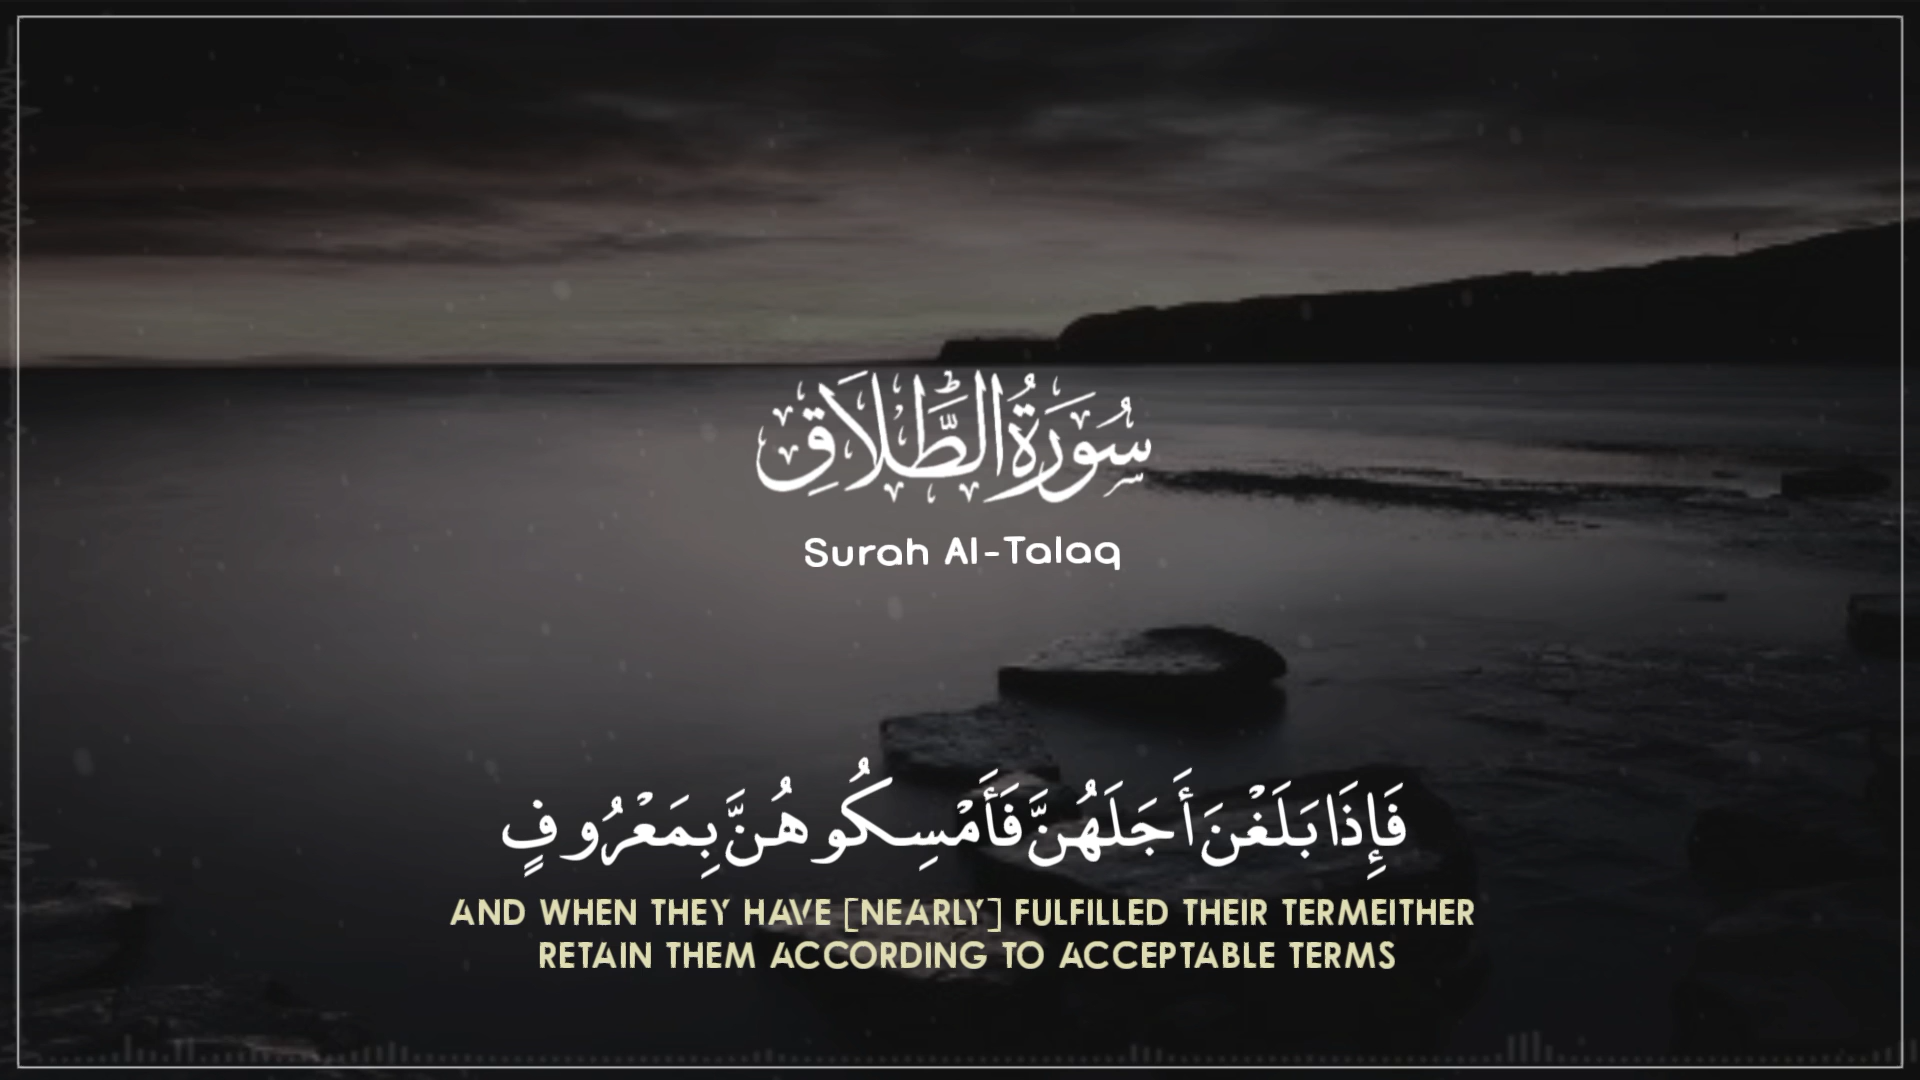 سُورَةُ الطَّلَاقِ
Surah Al-Talaq
فَإِذَا بَلَغْنَ أَجَلَهُنَّ فَأَمْسِكُوهُنَّ بِمَعْرُوفٍ
AND WHEN THEY HAVE [NEARLY] FULFILLED THEIR TERMEITHER
RETAIN THEM ACCORDING TO ACCEPTABLE TERMS